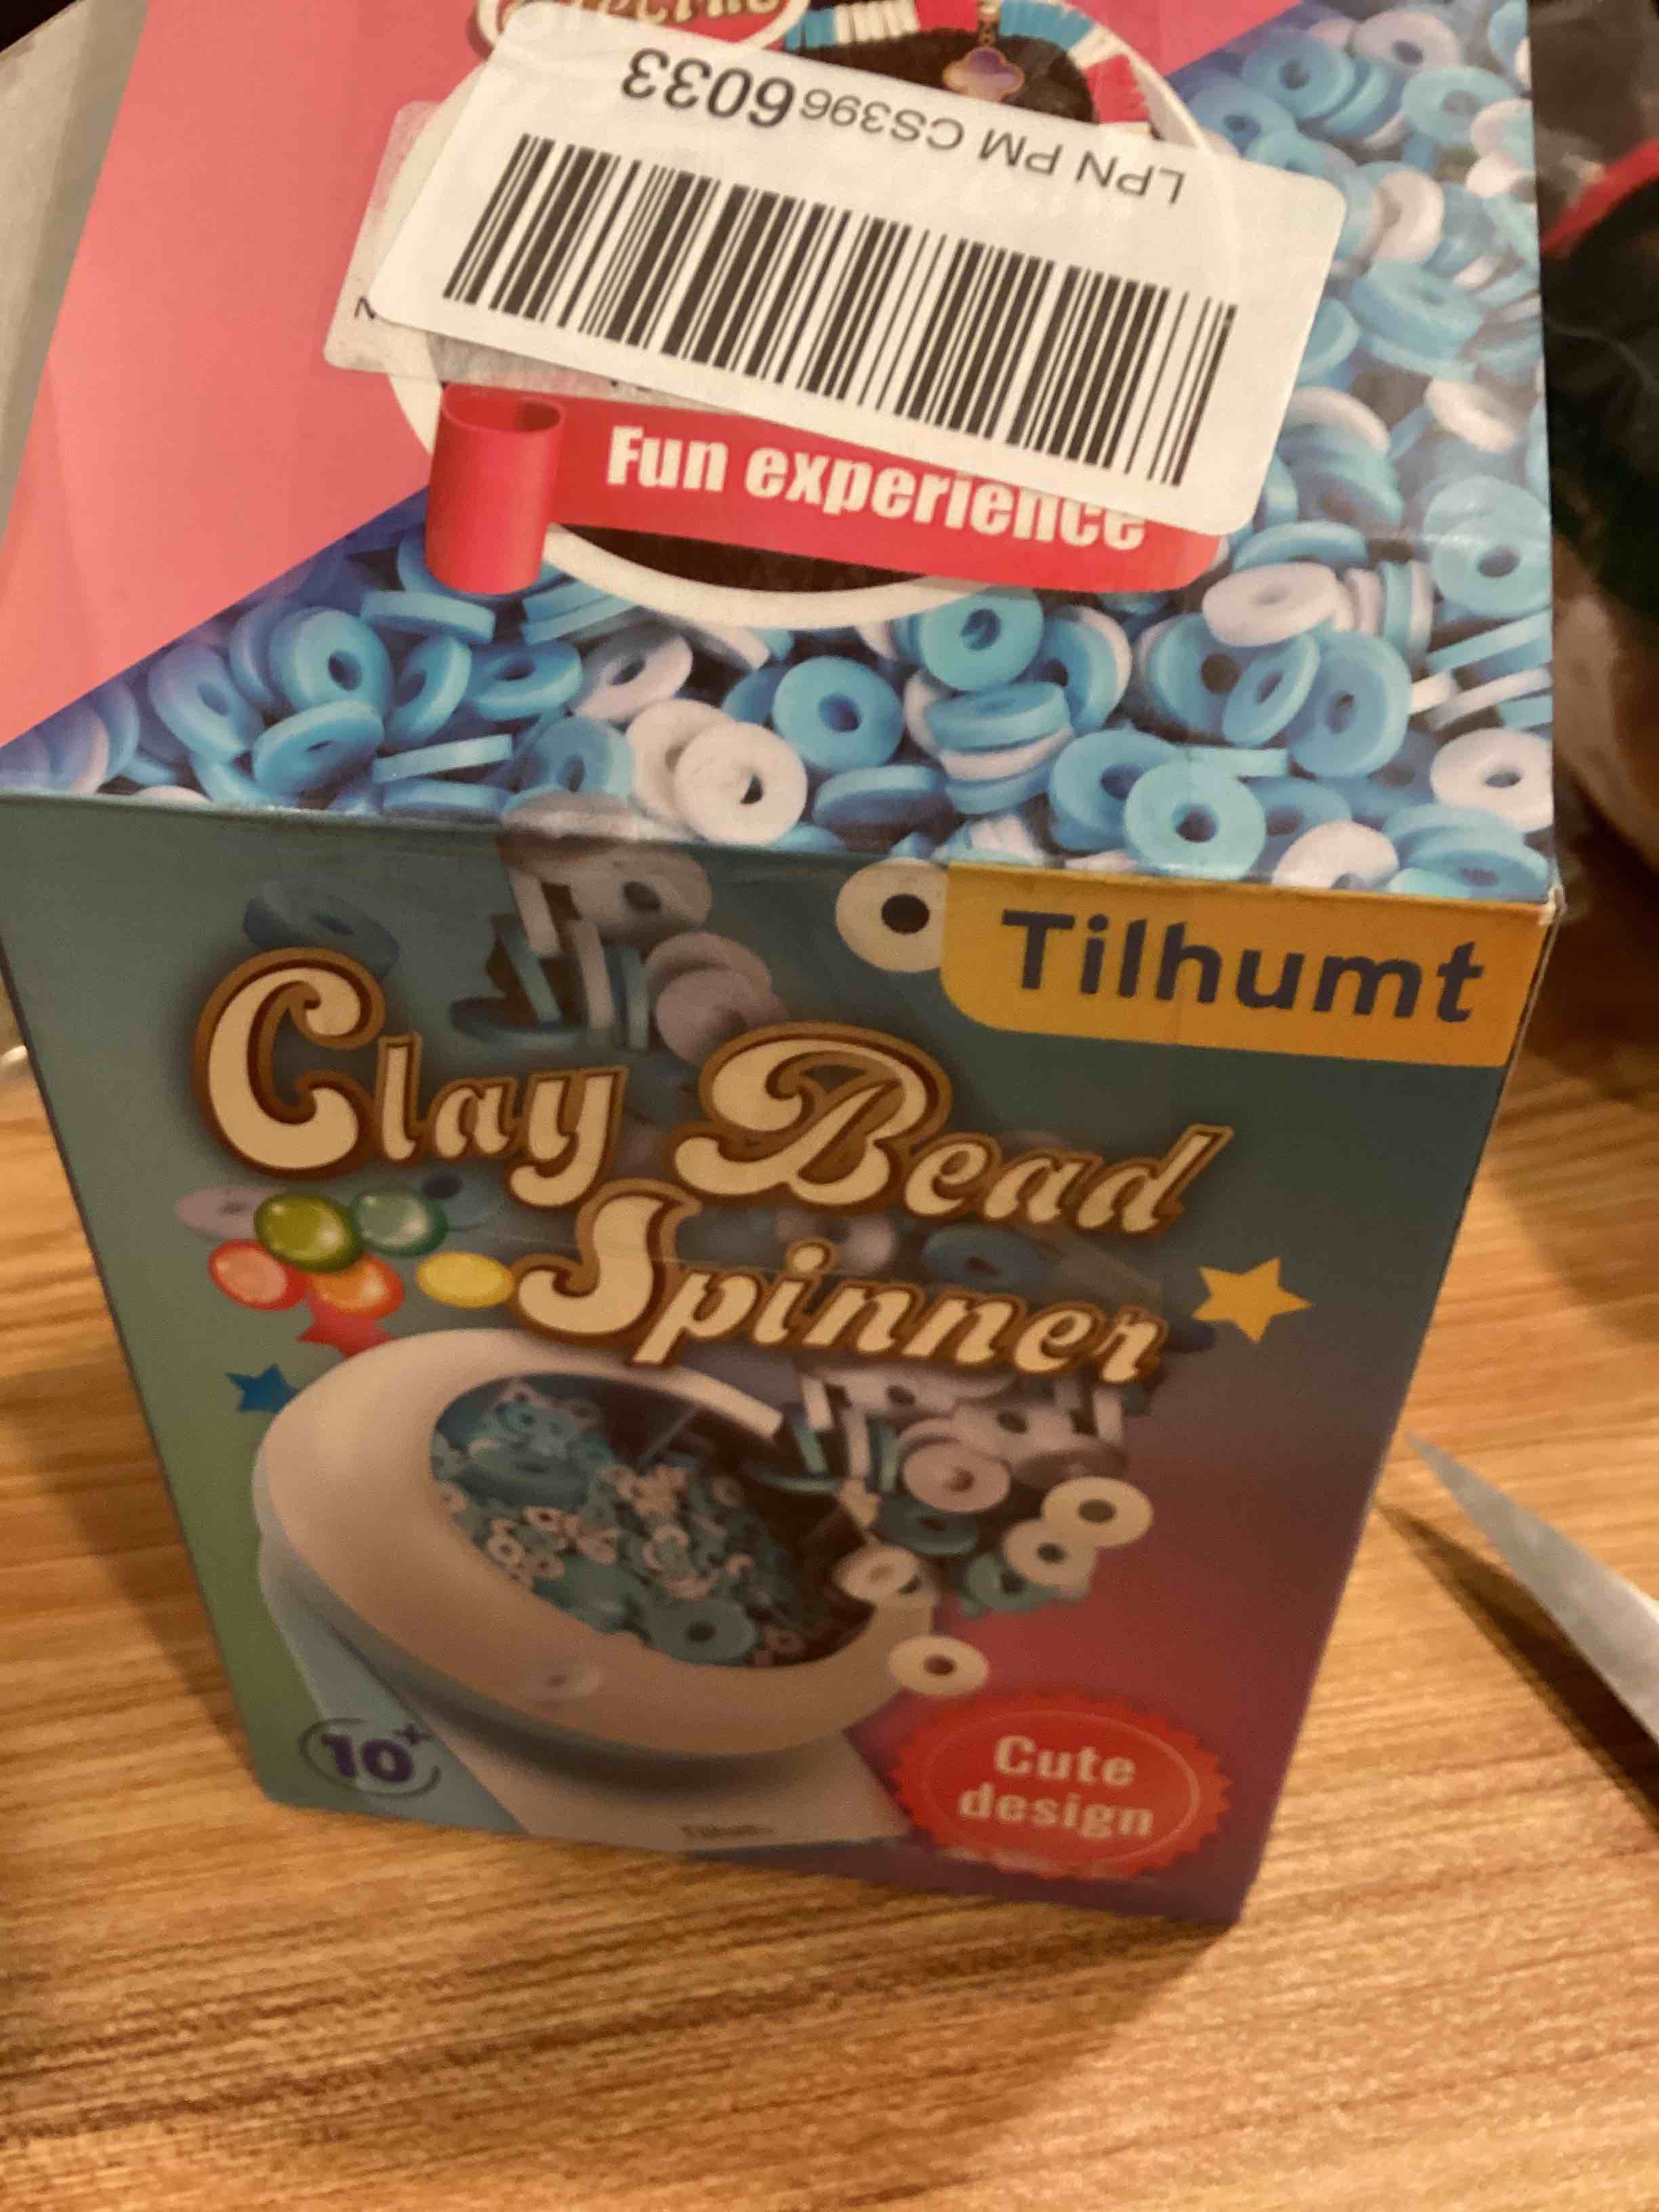 LPN PM CS3966033
Fun experience
Tilhumt
Clay Bead
Spinner
10+
Cute
design